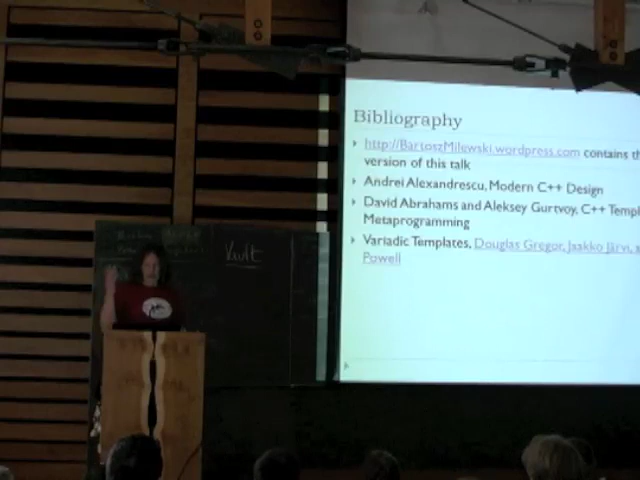 Bibliography
http://BartoszMilewski.wordpress.com contains th
version of this talk
Andrei Alexandrescu, Modern C++ Design
David Abrahams and Aleksey Gurtvoy, C++ Templ
Metaprogramming
Variadic Templates, Douglas Gregor, Jaakko Järvi,
Powell
Vault